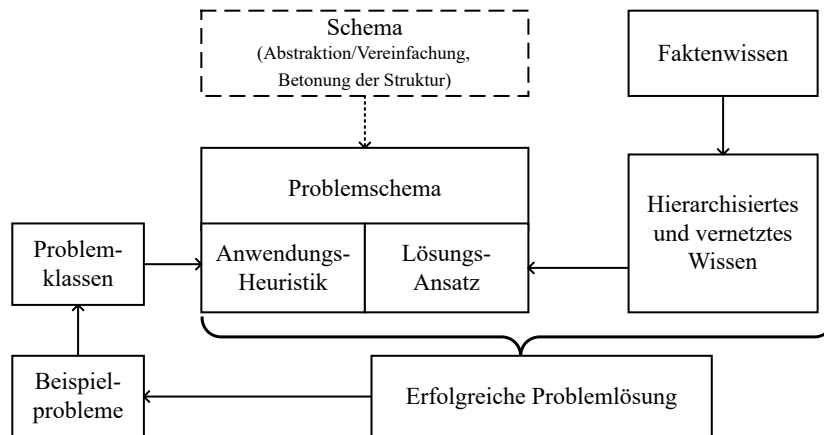 Schema
(Abstraktion/Vereinfachung,
Betonung der Struktur)
Faktenwissen
Problemschema
Hierarchisiertes
und vernetztes
Wissen
Problem-
klassen
Anwendungs-
Heuristik
Lösungs-
Ansatz
Beispiel-
probleme
Erfolgreiche Problemlösung